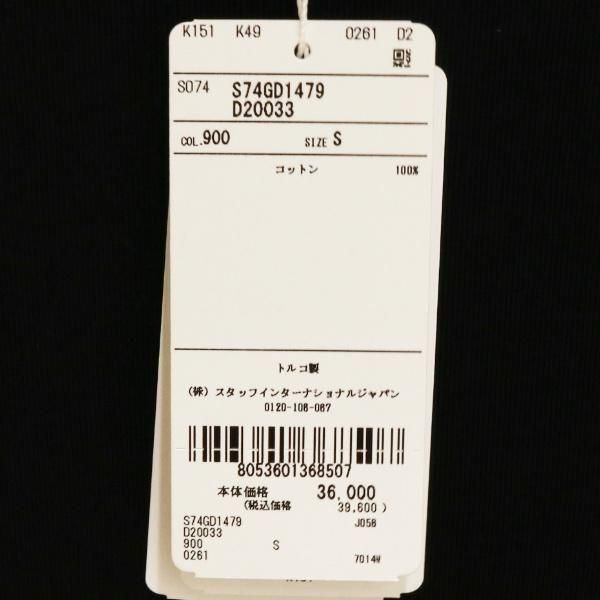 K151 K49 0261 D2
S074 S74GD1479
D20033
COL.900 SIZE S
コットン 100%
トルコ製
(株)スタッフインターナショナルジャパン
0120-106-067
8053601368507
本体価格 36,000
(税込価格 39,600)
S74GD1479 J058
D20033
900 S
0261 7014W